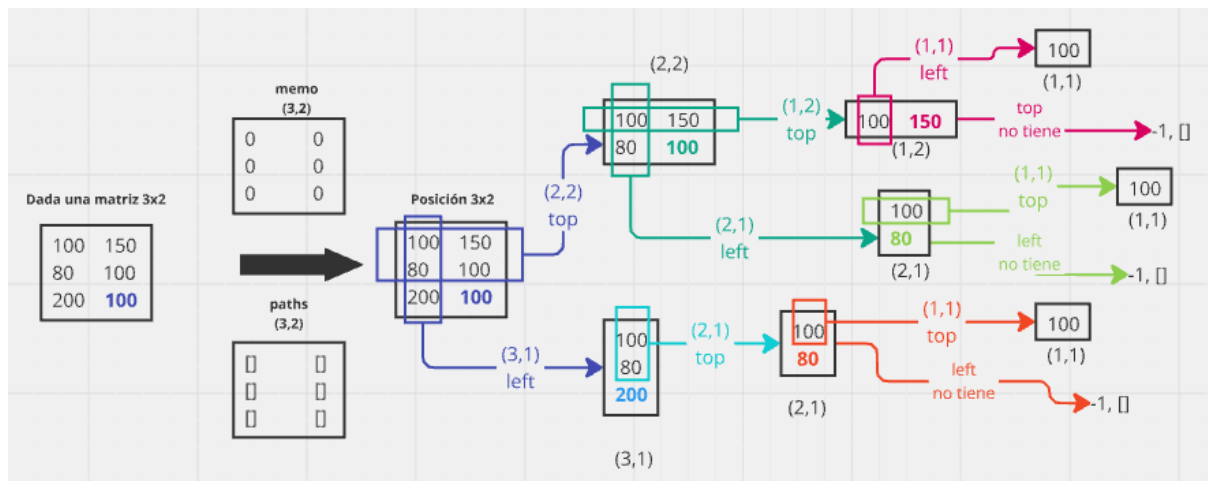 Dada una matriz 3x2
100 150
80 100
200 100
memo
(3,2)
0 0
0 0
0 0
paths
(3,2)
[] []
[] []
[] []
Posición 3x2
100 150
80 100
200 100
(2,2)
top
(3,1)
left
(2,2)
100 150
80 100
(1,2)
top
(2,1)
left
100 150
(1,2)
(1,1)
left
100
(1,1)
top
no tiene
-1, []
100
80
(2,1)
(1,1)
top
100
(1,1)
left
no tiene
-1, []
100
80
200
(3,1)
(2,1)
top
100
80
(2,1)
(1,1)
top
100
(1,1)
left
no tiene
-1, []